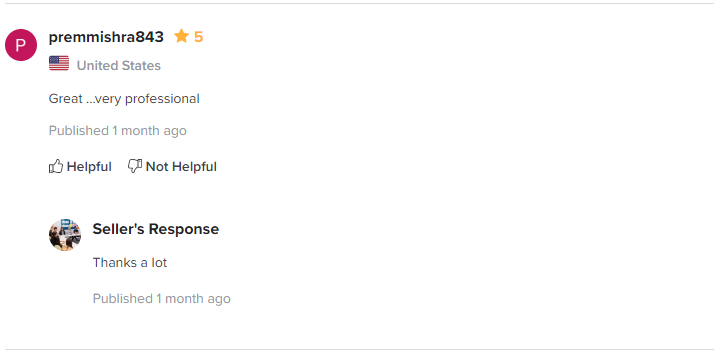 P
premmishra843 5
United States
Great ...very professional
Published 1 month ago
Helpful Not Helpful
Seller's Response
Thanks a lot
Published 1 month ago